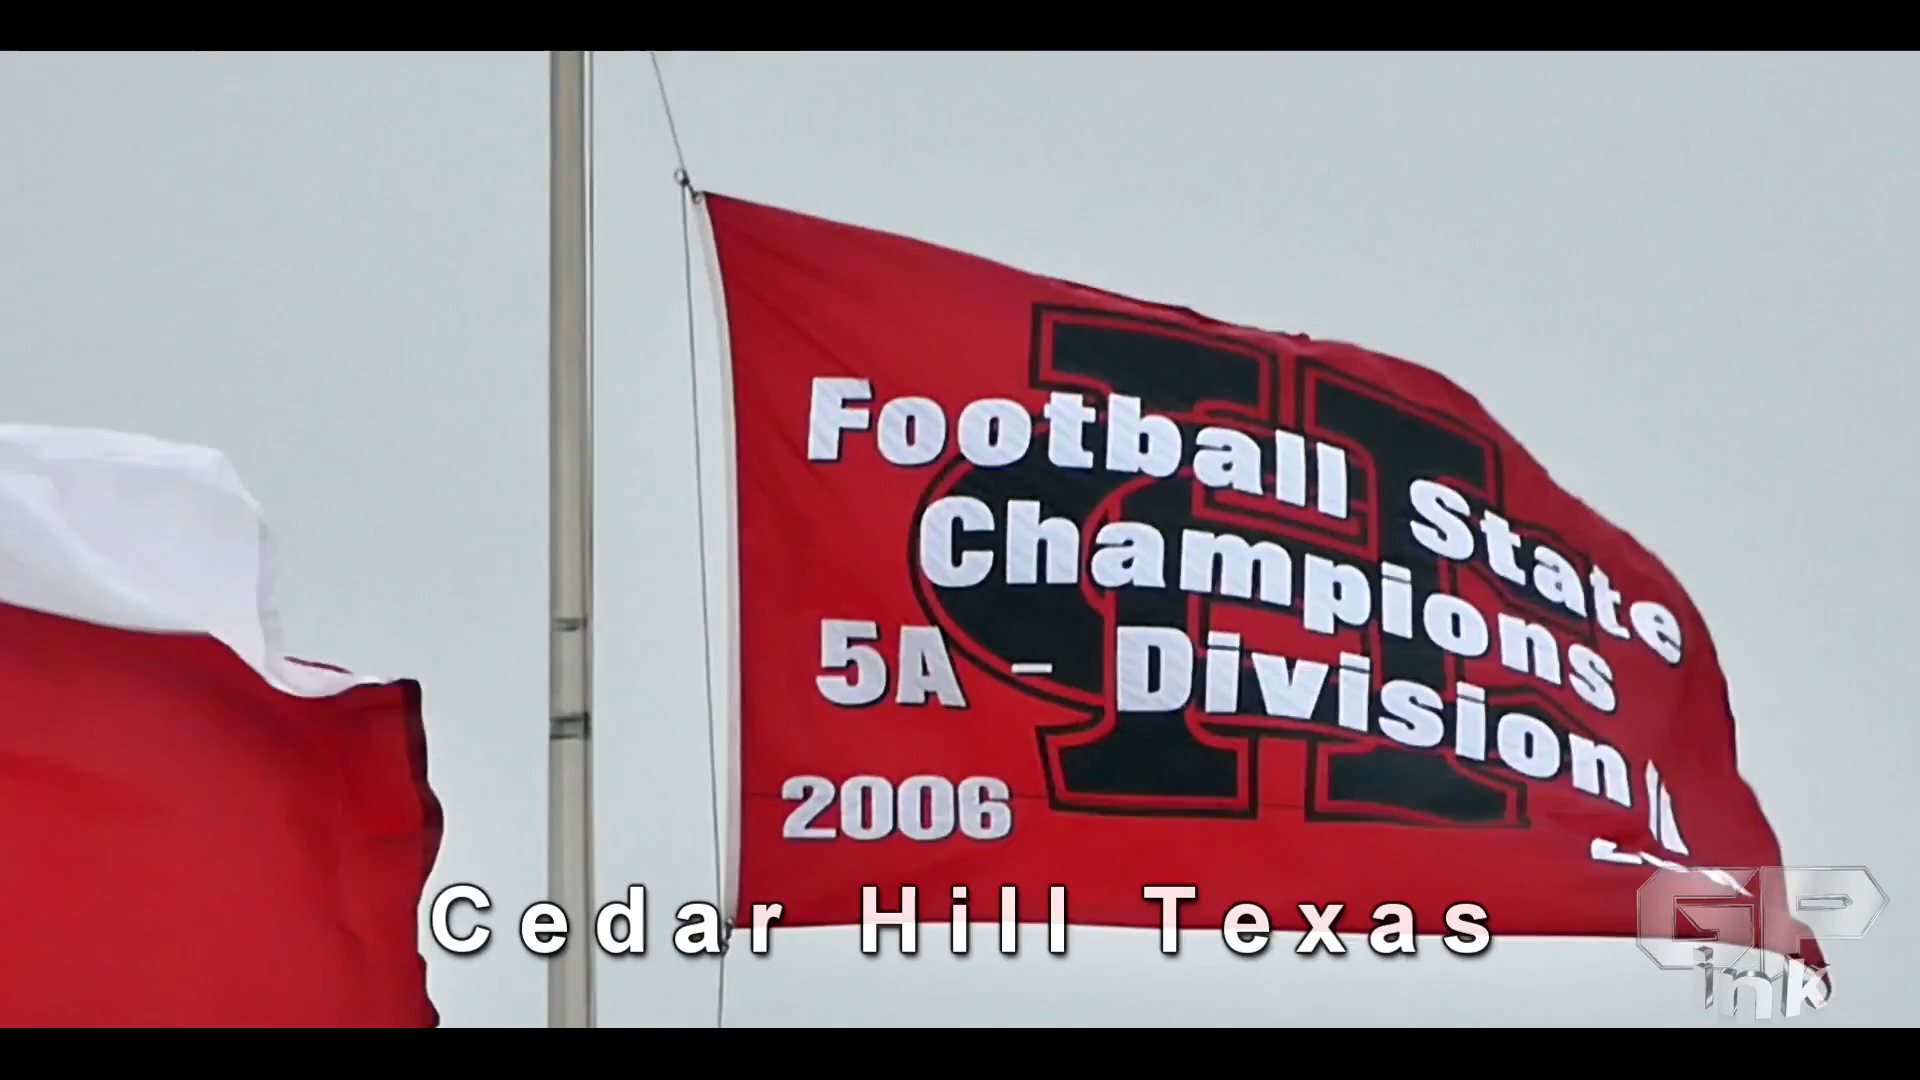 Football State
Champions
5A - Division
2006
Cedar Hill Texas
GP
ink